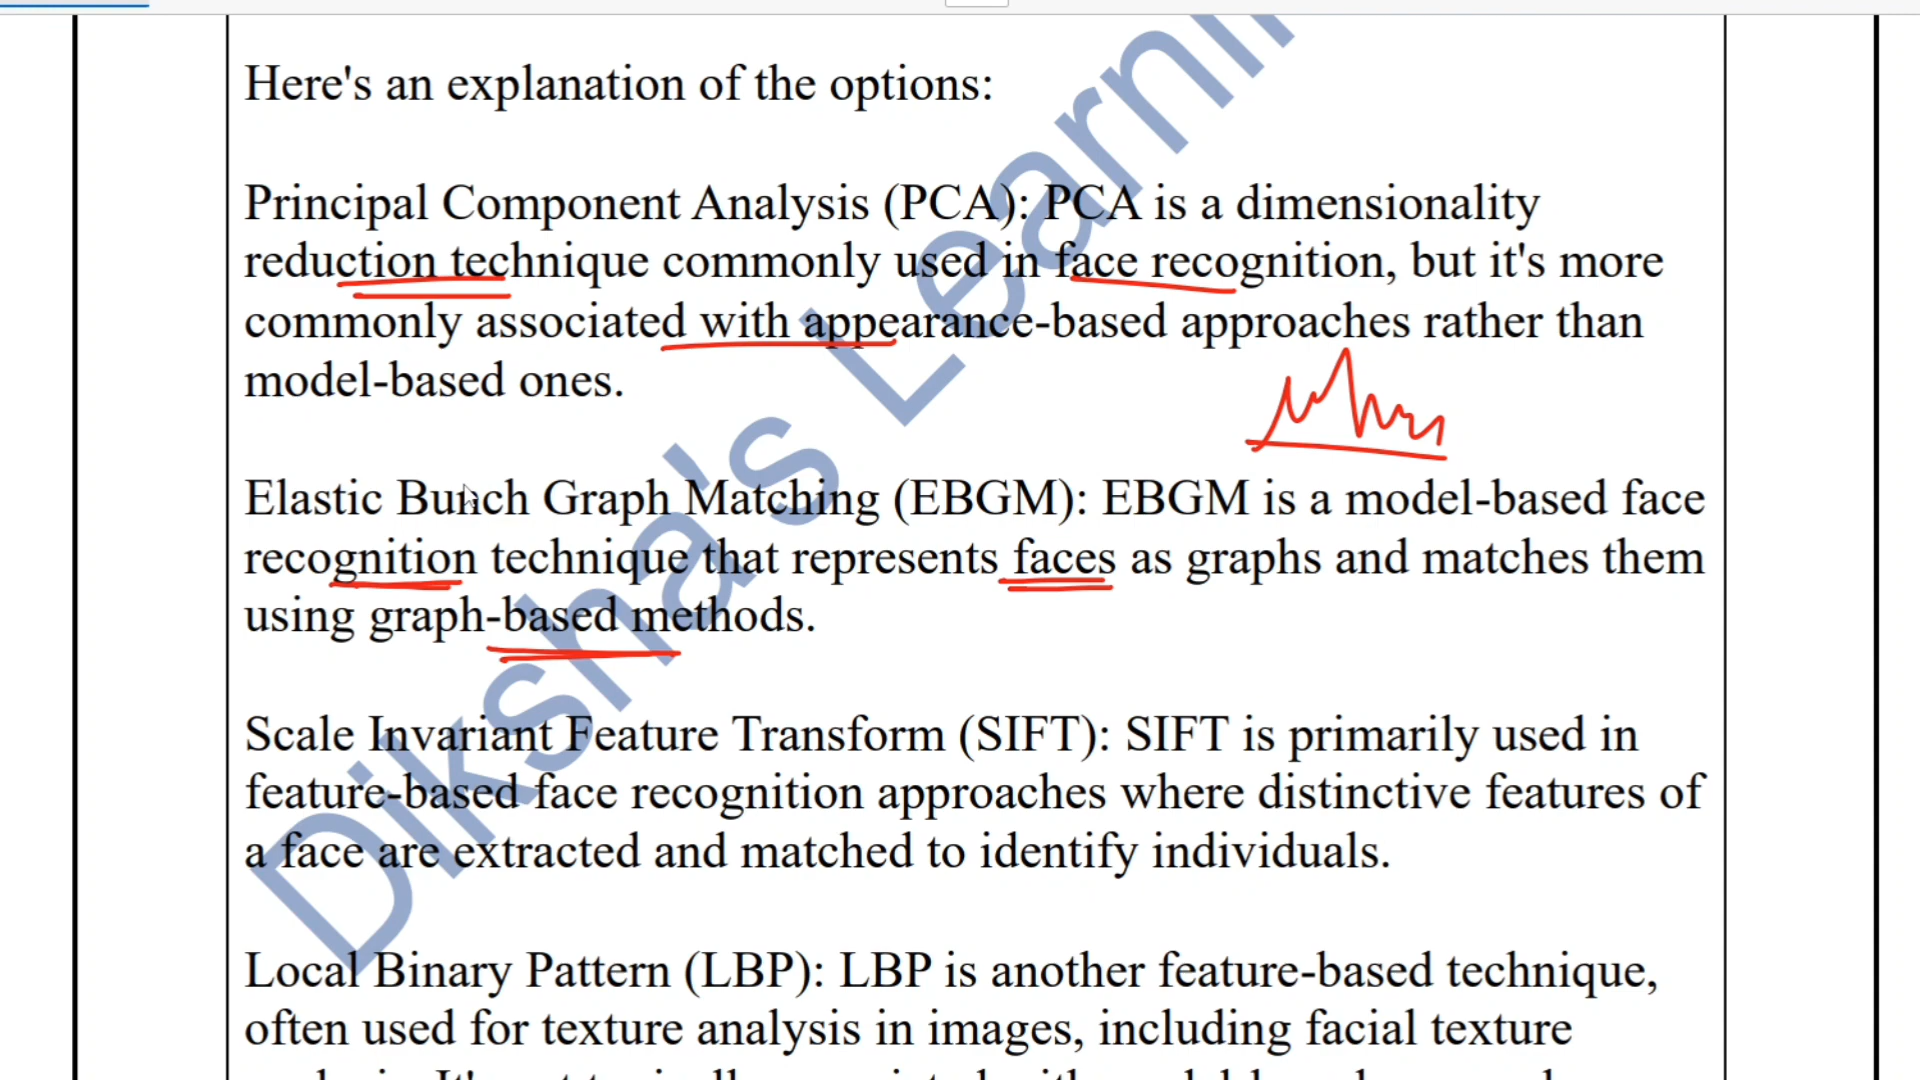 Here's an explanation of the options:
Principal Component Analysis (PCA): PCA is a dimensionality
reduction technique commonly used in face recognition, but it's more
commonly associated with appearance-based approaches rather than
model-based ones.
Elastic Bunch Graph Matching (EBGM): EBGM is a model-based face
recognition technique that represents faces as graphs and matches them
using graph-based methods.
Scale Invariant Feature Transform (SIFT): SIFT is primarily used in
feature-based face recognition approaches where distinctive features of
a face are extracted and matched to identify individuals.
Local Binary Pattern (LBP): LBP is another feature-based technique,
often used for texture analysis in images, including facial texture
Diksha's